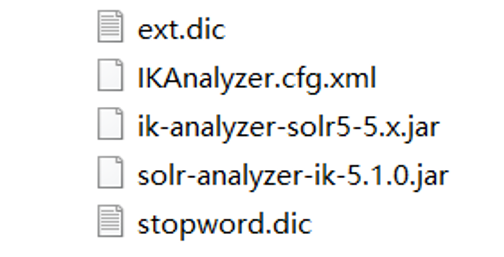 ext.dic
IKAnalyzer.cfg.xml
ik-analyzer-solr5-5.x.jar
solr-analyzer-ik-5.1.0.jar
stopword.dic